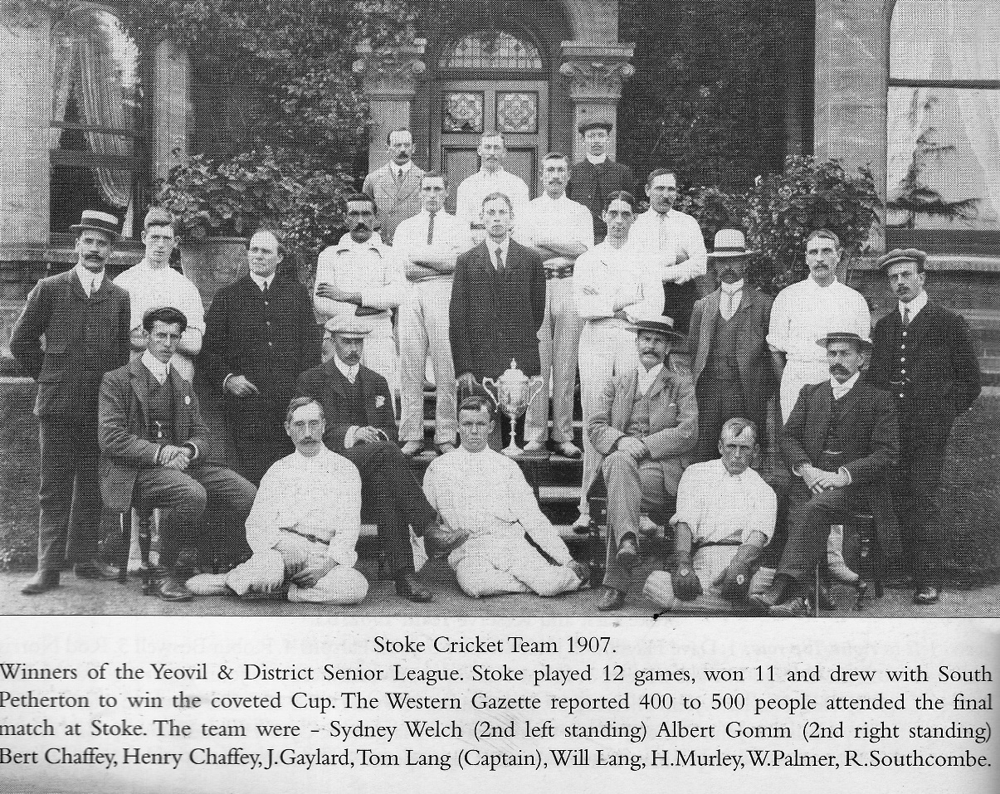 Stoke Cricket Team 1907.
Winners of the Yeovil & District Senior League. Stoke played 12 games, won 11 and drew with South
Petherton to win the coveted Cup. The Western Gazette reported 400 to 500 people attended the final
match at Stoke. The team were – Sydney Welch (2nd left standing) Albert Gomm (2nd right standing)
Bert Chaffey, Henry Chaffey, J.Gaylard, Tom Lang (Captain), Will Lang, H.Murley, W.Palmer, R.Southcombe.